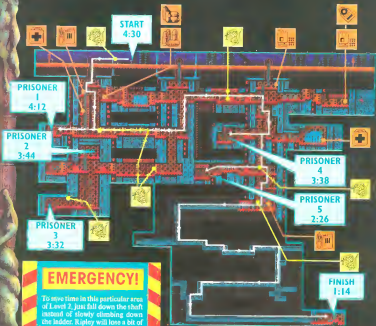 START
4:30
PRISONER
1
4:12
PRISONER
2
3:44
PRISONER
3
3:32
PRISONER
4
3:38
PRISONER
5
2:26
FINISH
1:14
EMERGENCY!
To save time in this particular area
of Level 2, just fall down the shaft
instead of slowly climbing down
the ladder. Ripley will lose a bit of